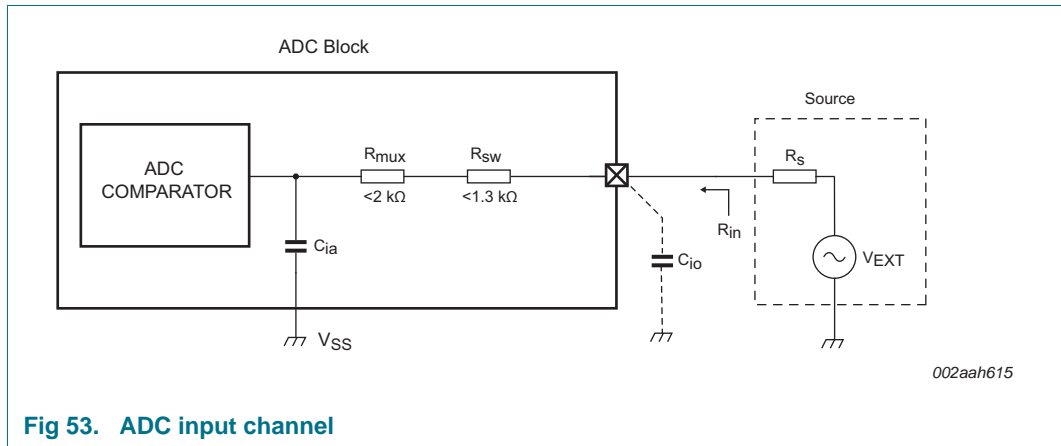 ADC Block
Source
ADC
COMPARATOR
Rmux
<2 kΩ
Rsw
<1.3 kΩ
Rs
Rin
Cia
Cio
VEXT
VSS
002aah615
Fig 53. ADC input channel